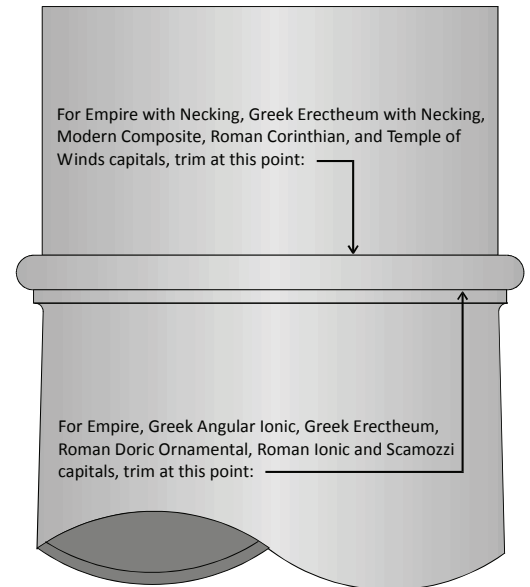 For Empire with Necking, Greek Erectheum with Necking,
Modern Composite, Roman Corinthian, and Temple of
Winds capitals, trim at this point:
For Empire, Greek Angular Ionic, Greek Erectheum,
Roman Doric Ornamental, Roman Ionic and Scamozzi
capitals, trim at this point: